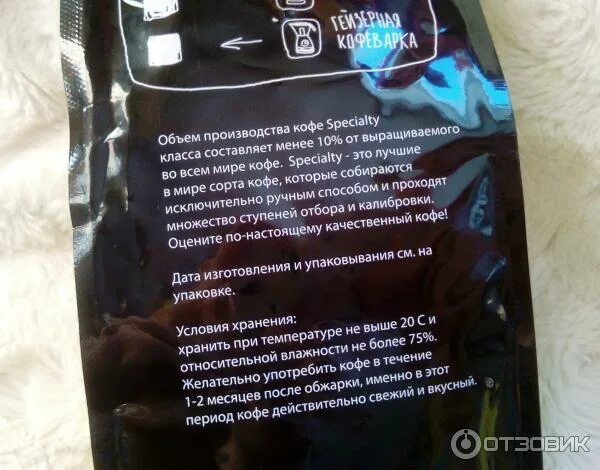 ГЕЙЗЕРНАЯ
КОФЕВАРКА
Объем производства кофе Specialty
класса составляет менее 10% от выращиваемого
во всем мире кофе. Specialty - это лучшие
в мире сорта кофе, которые собираются
исключительно ручным способом и проходят
множество ступеней отбора и калибровки.
Оцените по-настоящему качественный кофе!
Дата изготовления и упаковывания см. на
упаковке.
Условия хранения:
хранить при температуре не выше 20 С и
относительной влажности не более 75%.
Желательно употребить кофе в течение
1-2 месяцев после обжарки, именно в этот
период кофе действительно свежий и вкусный.
ОТЗОВИК